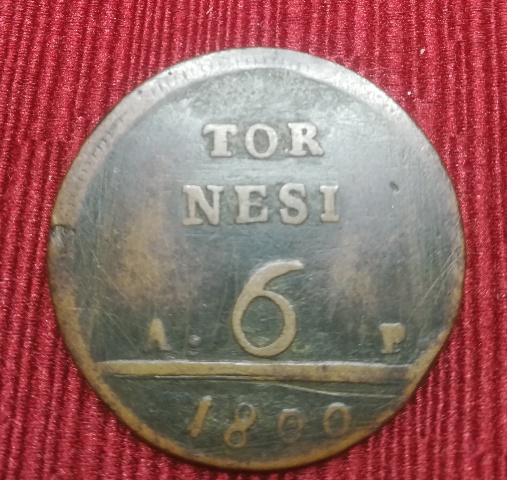 TOR
NESI
A. 6 P
1800